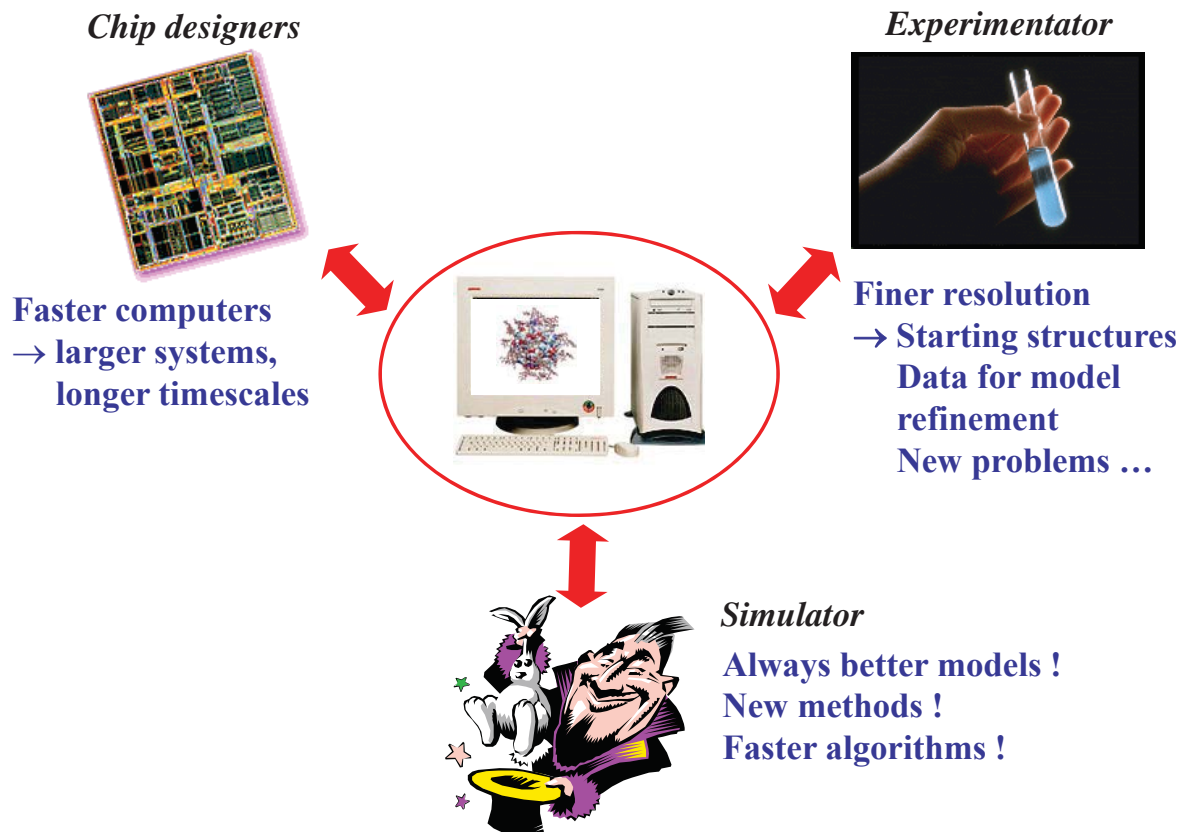 Chip designers
Experimentator
Faster computers
→ larger systems,
longer timescales
Finer resolution
→ Starting structures
Data for model
refinement
New problems …
Simulator
Always better models !
New methods !
Faster algorithms !